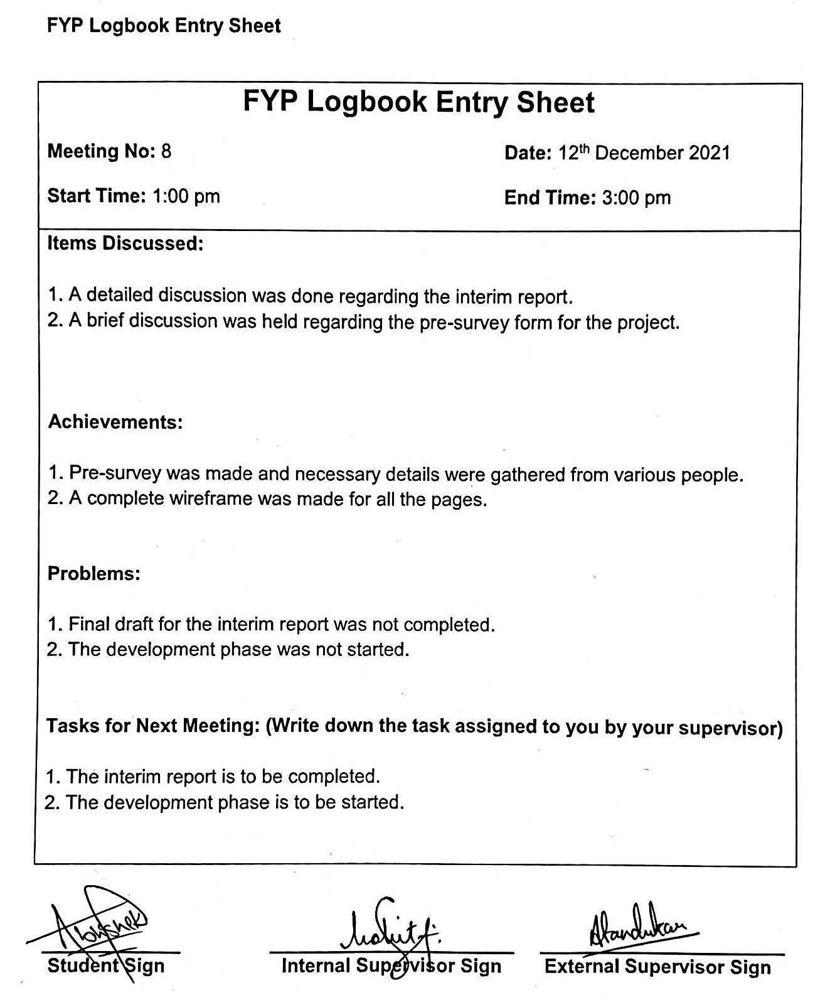 FYP Logbook Entry Sheet
FYP Logbook Entry Sheet
Meeting No: 8
Date: 12th December 2021
Start Time: 1:00 pm
End Time: 3:00 pm
Items Discussed:
1. A detailed discussion was done regarding the interim report.
2. A brief discussion was held regarding the pre-survey form for the project.
Achievements:
1. Pre-survey was made and necessary details were gathered from various people.
2. A complete wireframe was made for all the pages.
Problems:
1. Final draft for the interim report was not completed.
2. The development phase was not started.
Tasks for Next Meeting: (Write down the task assigned to you by your supervisor)
1. The interim report is to be completed.
2. The development phase is to be started.
Abhishek
Student Sign
Internal Supervisor Sign
External Supervisor Sign